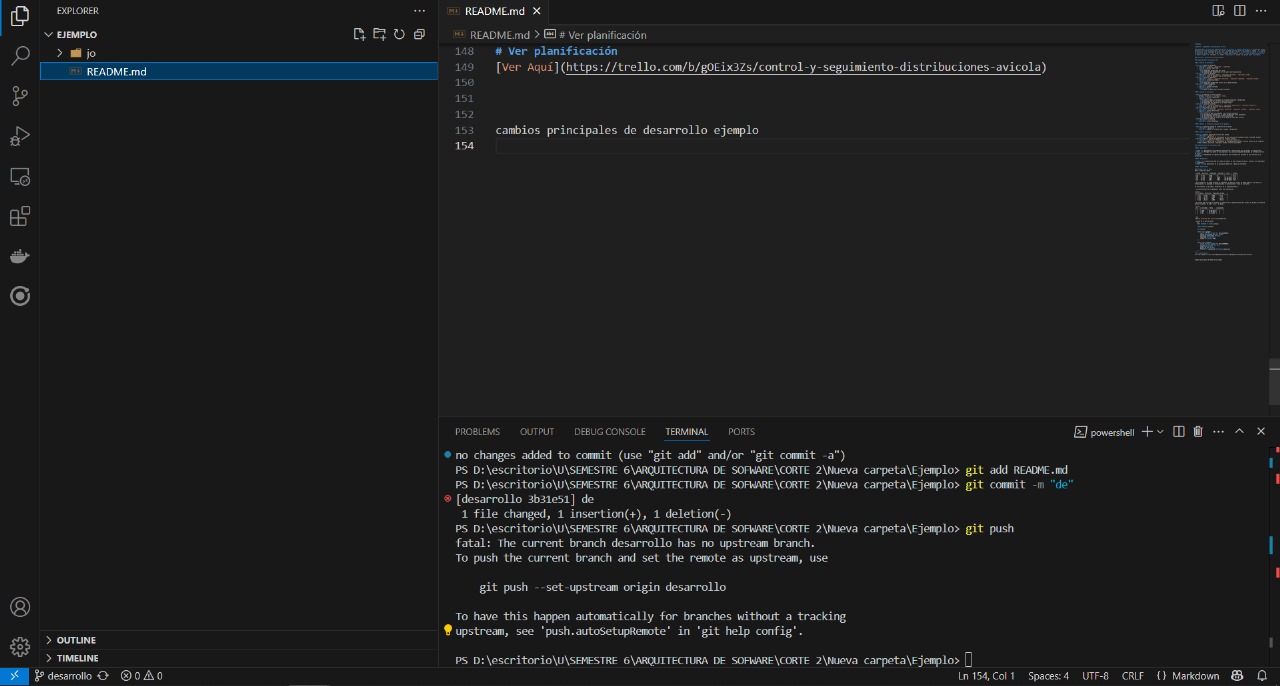 EXPLORER
EJEMPLO
jo
README.md
OUTLINE
TIMELINE
README.md
README.md > # Ver planificación
148 # Ver planificación
149 [Ver Aquí](https://trello.com/b/gOEix3Zs/control-y-seguimiento-distribuciones-avicola)
150
151
152
153 cambios principales de desarrollo ejemplo
154
PROBLEMS OUTPUT DEBUG CONSOLE TERMINAL PORTS
powershell
no changes added to commit (use "git add" and/or "git commit -a")
PS D:\escritorio\U\SEMESTRE 6\ARQUITECTURA DE SOFWARE\CORTE 2\Nueva carpeta\Ejemplo> git add README.md
PS D:\escritorio\U\SEMESTRE 6\ARQUITECTURA DE SOFWARE\CORTE 2\Nueva carpeta\Ejemplo> git commit -m "de"
[desarrollo 3b31e51] de
1 file changed, 1 insertion(+), 1 deletion(-)
PS D:\escritorio\U\SEMESTRE 6\ARQUITECTURA DE SOFWARE\CORTE 2\Nueva carpeta\Ejemplo> git push
fatal: The current branch desarrollo has no upstream branch.
To push the current branch and set the remote as upstream, use
git push --set-upstream origin desarrollo
To have this happen automatically for branches without a tracking
upstream, see 'push.autoSetupRemote' in 'git help config'.
PS D:\escritorio\U\SEMESTRE 6\ARQUITECTURA DE SOFWARE\CORTE 2\Nueva carpeta\Ejemplo>
desarrollo 0 0 Ln 154, Col 1 Spaces: 4 UTF-8 CRLF {} Markdown